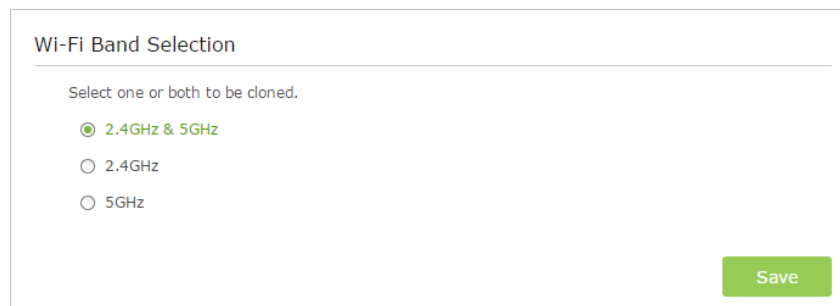 Wi-Fi Band Selection
Select one or both to be cloned.
2.4GHz & 5GHz
2.4GHz
5GHz
Save